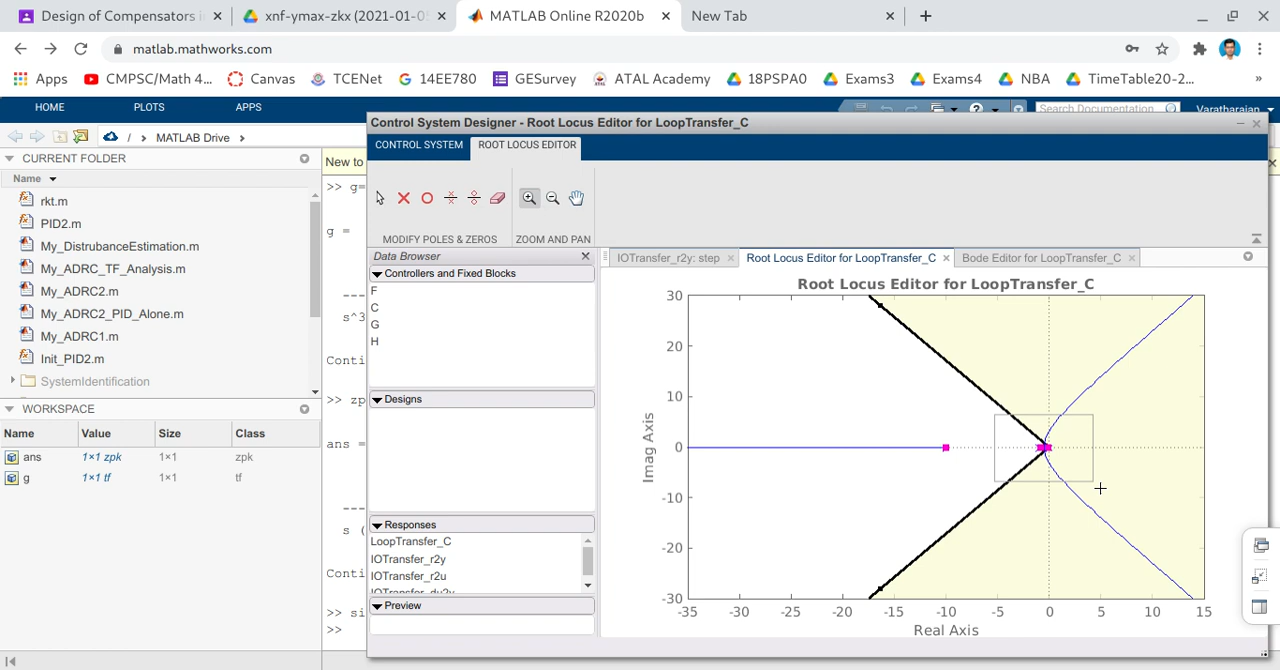 Design of Compensators i
xnf-ymax-zkx (2021-01-0
MATLAB Online R2020b
New Tab
matlab.mathworks.com
Apps
CMPSC/Math 4...
Canvas
TCENet
14EE780
GESurvey
ATAL Academy
18PSPA0
Exams3
Exams4
NBA
TimeTable20-2...
»
HOME
PLOTS
APPS
Search Documentation
Varatharajan
/ › MATLAB Drive ›
CURRENT FOLDER
Name
rkt.m
PID2.m
My_DistrubanceEstimation.m
My_ADRC_TF_Analysis.m
My_ADRC2.m
My_ADRC2_PID_Alone.m
My_ADRC1.m
Init_PID2.m
SystemIdentification
WORKSPACE
Name Value Size Class
ans 1×1 zpk 1×1 zpk
g 1×1 tf 1×1 tf
New to
>> g=
g =
---
s^3
Conti
>> zp
ans =
---
s (
Conti
>> si
>>
Control System Designer - Root Locus Editor for LoopTransfer_C
CONTROL SYSTEM
ROOT LOCUS EDITOR
MODIFY POLES & ZEROS
ZOOM AND PAN
Data Browser
Controllers and Fixed Blocks
F
C
G
H
Designs
Responses
LoopTransfer_C
IOTransfer_r2y
IOTransfer_r2u
IOTransfer_du2y
Preview
IOTransfer_r2y: step
Root Locus Editor for LoopTransfer_C
Bode Editor for LoopTransfer_C
Root Locus Editor for LoopTransfer_C
30
20
10
0
-10
-20
-30
Imag Axis
-35 -30 -25 -20 -15 -10 -5 0 5 10 15
Real Axis